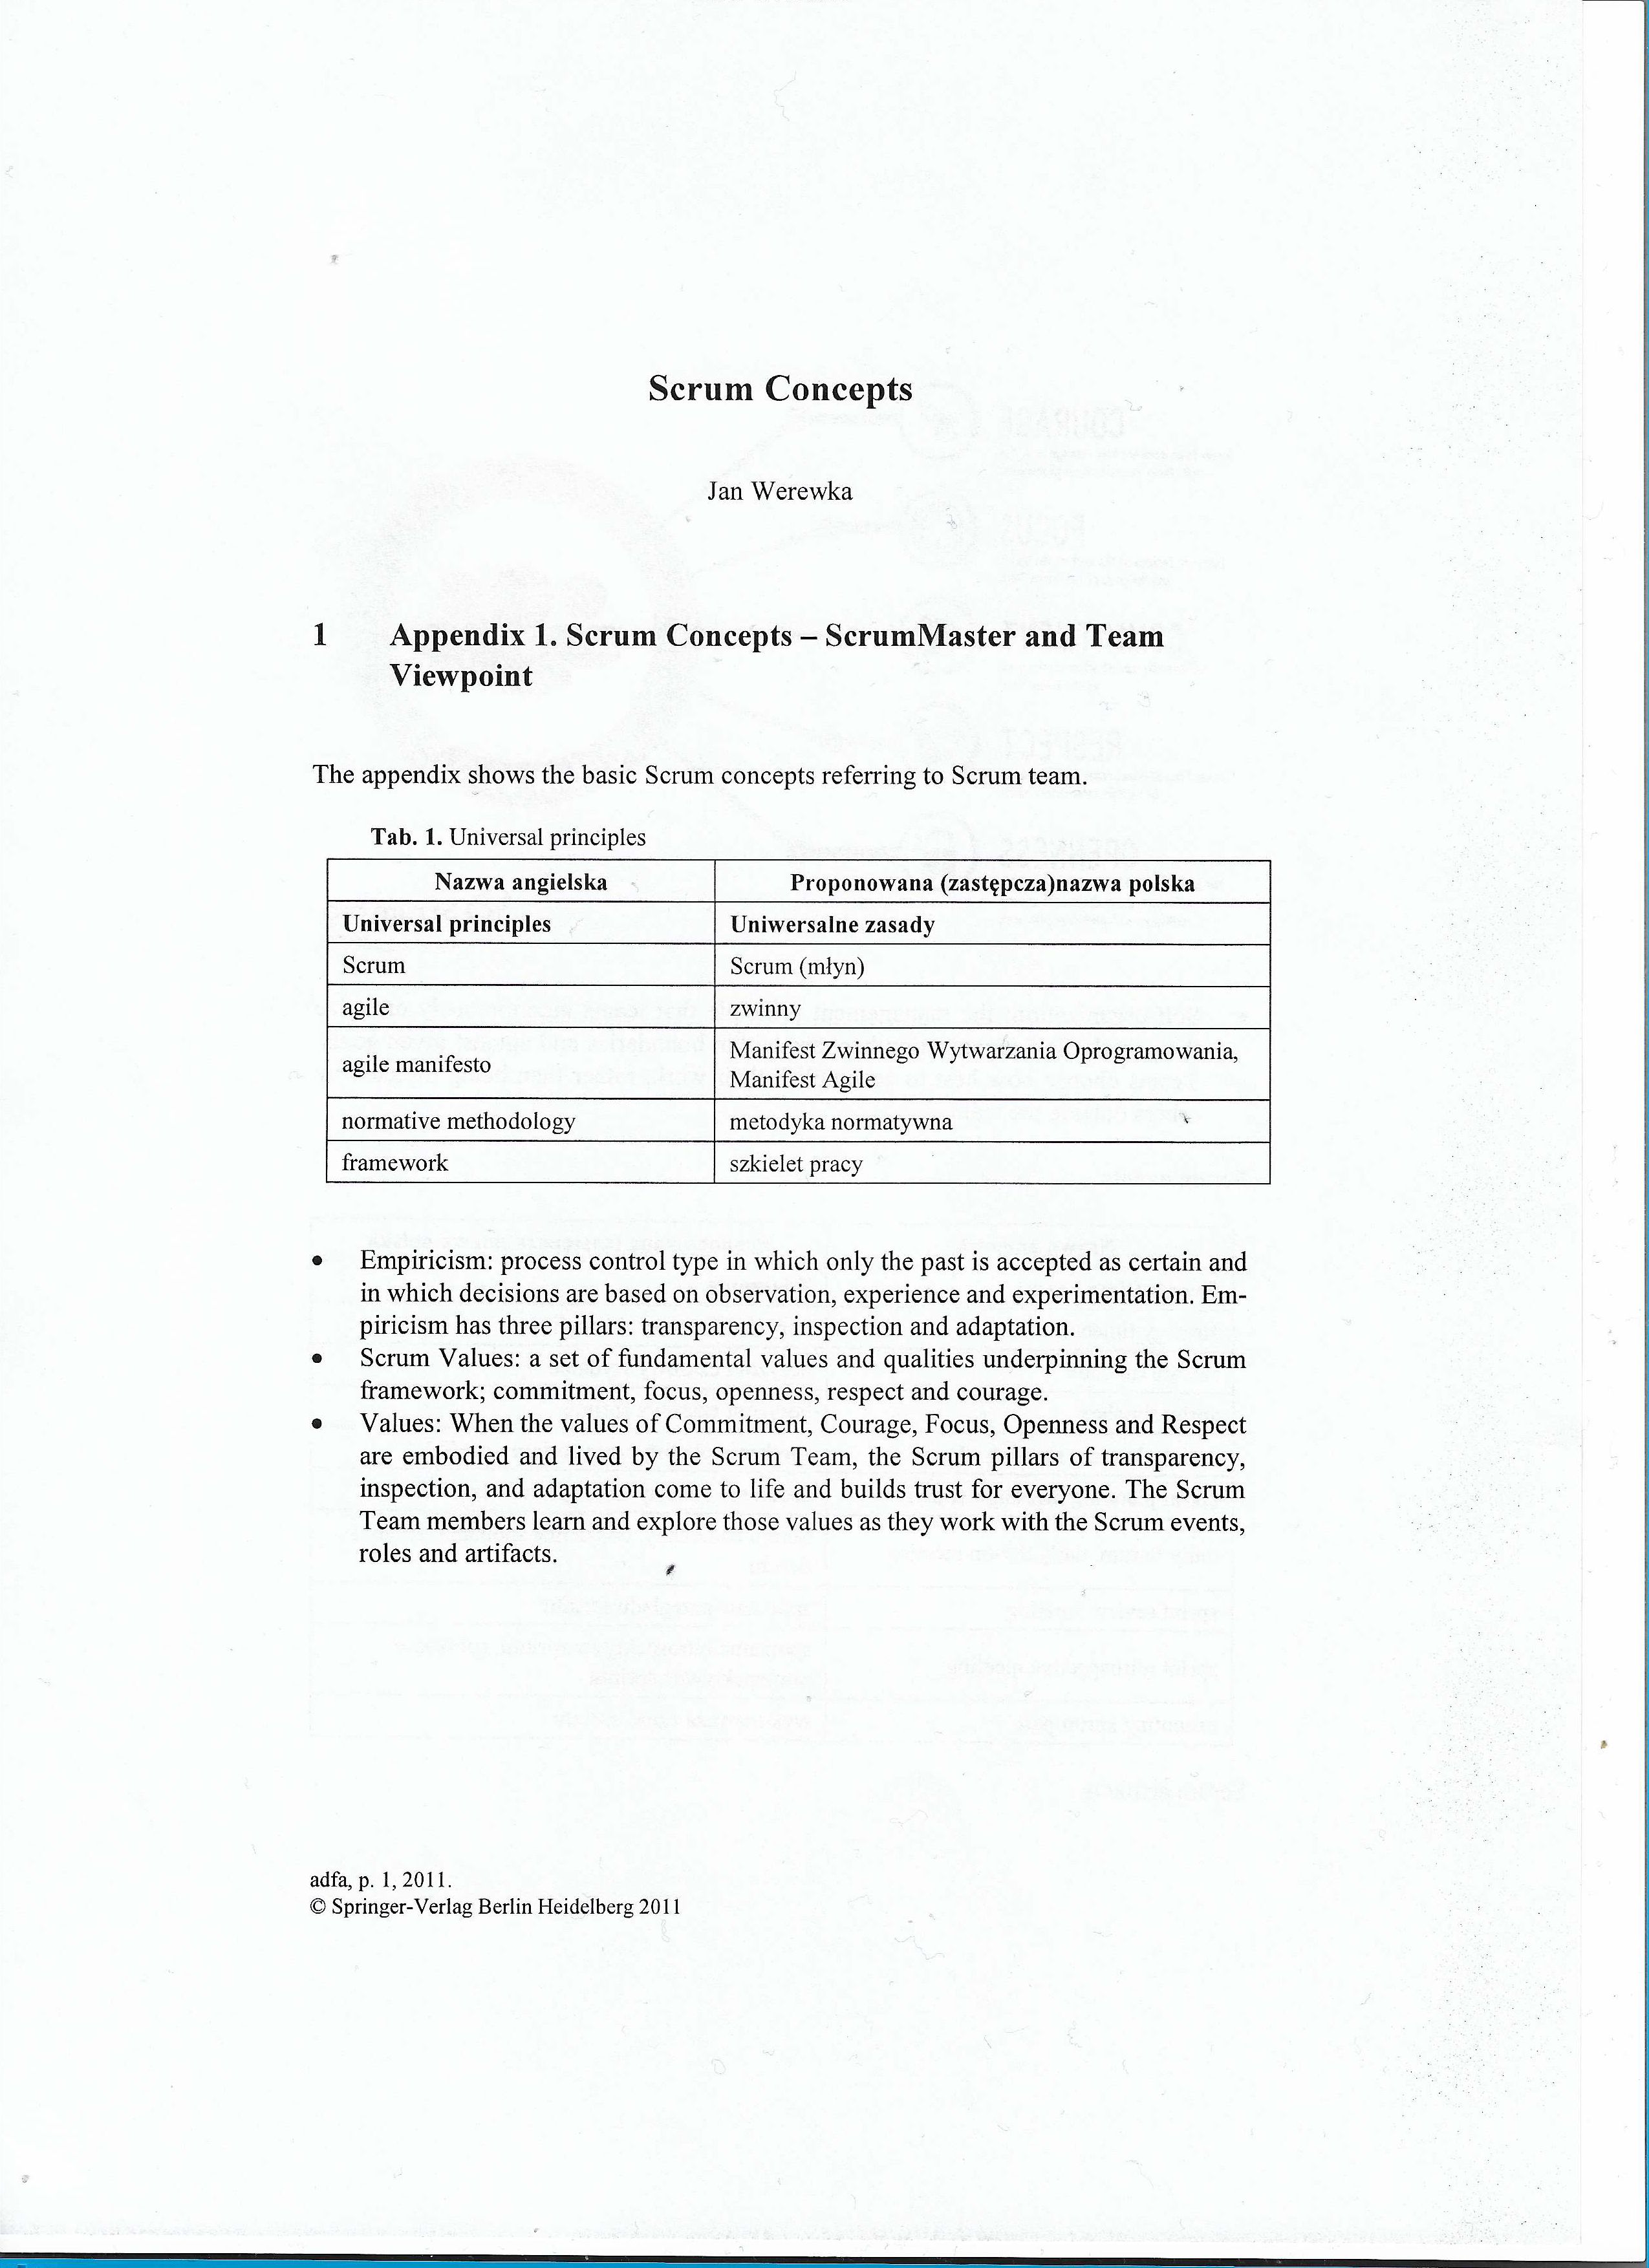 Scrum Concepts
Jan Werewka
1 Appendix 1. Scrum Concepts – ScrumMaster and Team
Viewpoint
The appendix shows the basic Scrum concepts referring to Scrum team.
Tab. 1. Universal principles
Nazwa angielska Proponowana (zastępcza)nazwa polska
Universal principles Uniwersalne zasady
Scrum Scrum (młyn)
agile zwinny
agile manifesto Manifest Zwinnego Wytwarzania Oprogramowania,
Manifest Agile
normative methodology metodyka normatywna
framework szkielet pracy
• Empiricism: process control type in which only the past is accepted as certain and
in which decisions are based on observation, experience and experimentation. Em-
piricism has three pillars: transparency, inspection and adaptation.
• Scrum Values: a set of fundamental values and qualities underpinning the Scrum
framework; commitment, focus, openness, respect and courage.
• Values: When the values of Commitment, Courage, Focus, Openness and Respect
are embodied and lived by the Scrum Team, the Scrum pillars of transparency,
inspection, and adaptation come to life and builds trust for everyone. The Scrum
Team members learn and explore those values as they work with the Scrum events,
roles and artifacts.
adfa, p. 1, 2011.
© Springer-Verlag Berlin Heidelberg 2011